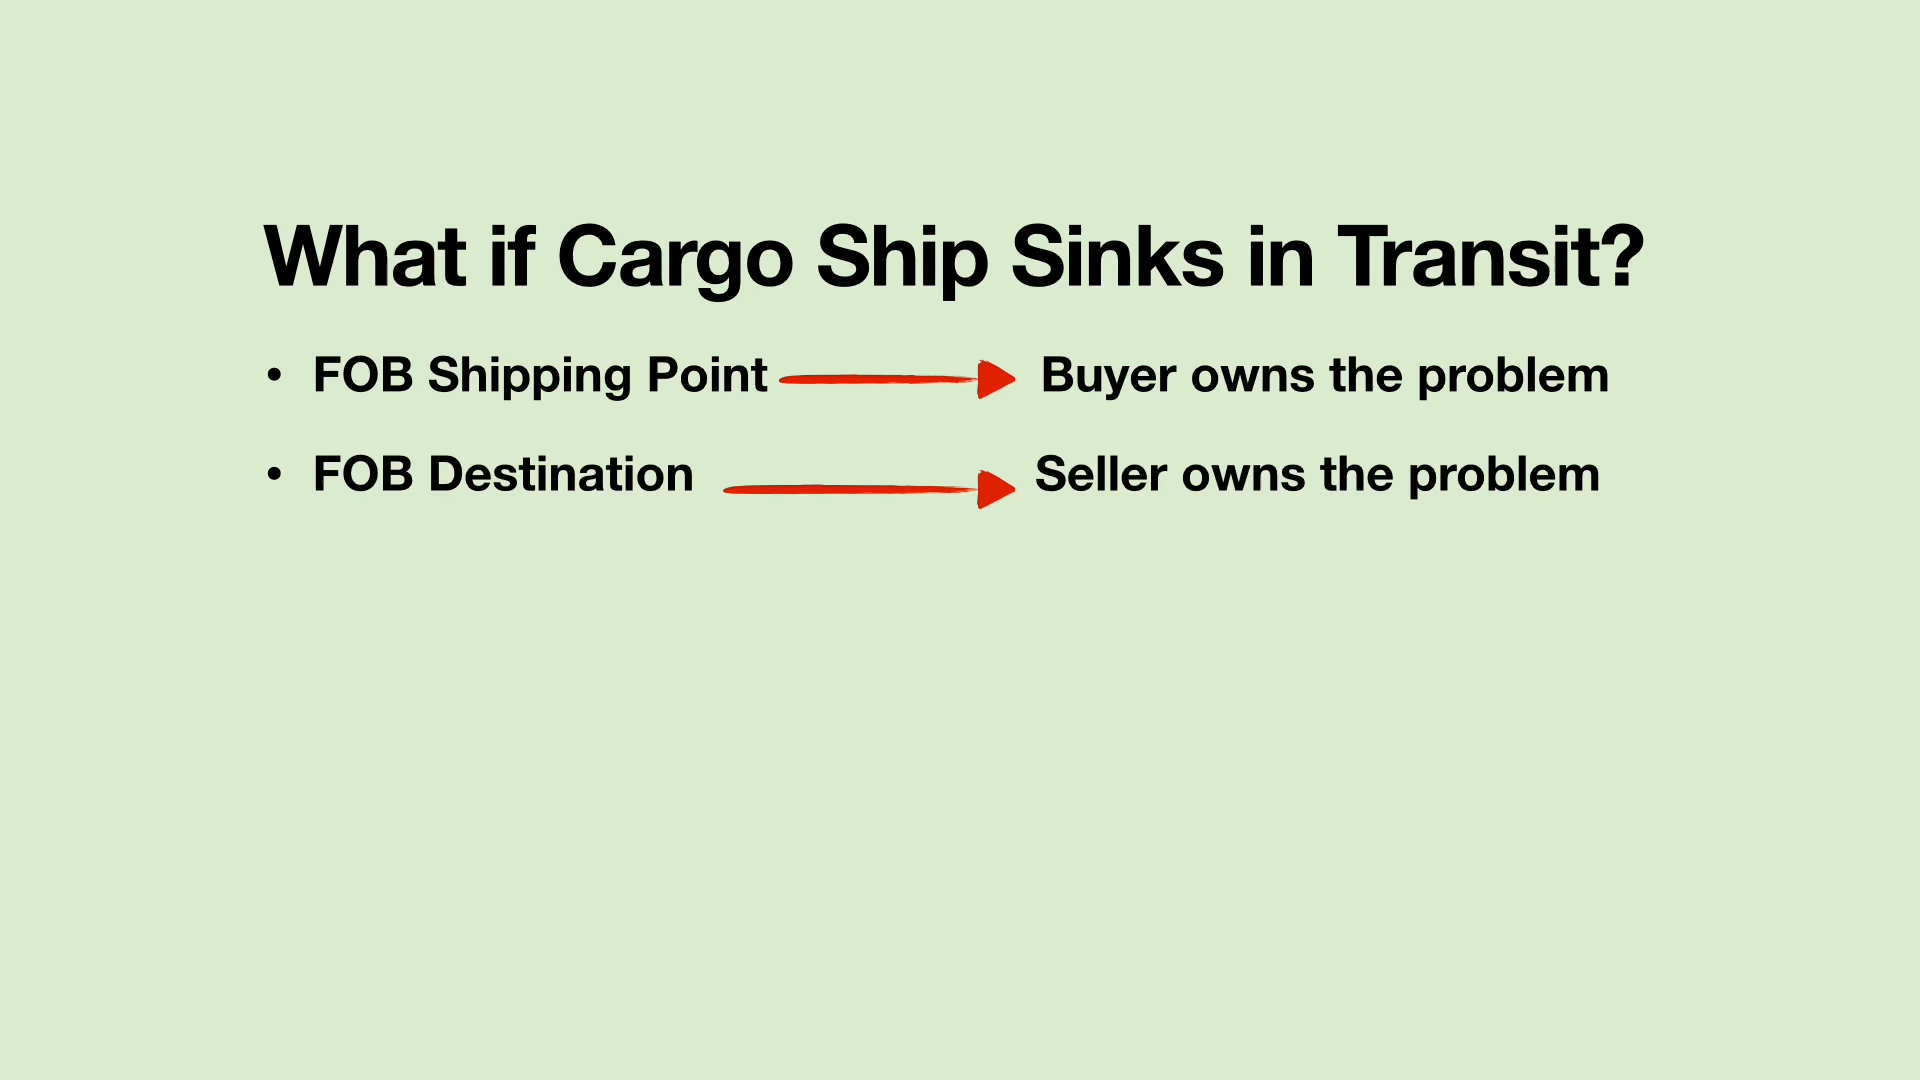 What if Cargo Ship Sinks in Transit?
• FOB Shipping Point Buyer owns the problem
• FOB Destination Seller owns the problem